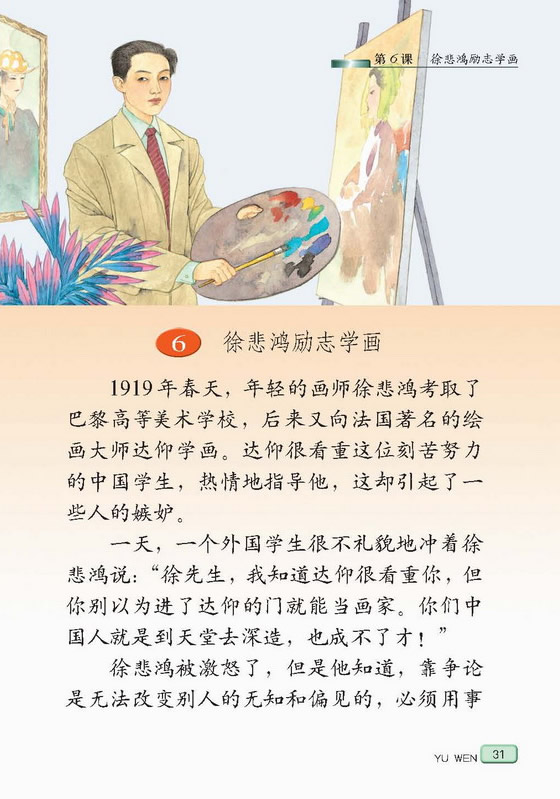 第6课 徐悲鸿励志学画
6 徐悲鸿励志学画
1919年春天，年轻的画师徐悲鸿考取了
巴黎高等美术学校，后来又向法国著名的绘
画大师达仰学画。达仰很看重这位刻苦努力
的中国学生，热情地指导他，这却引起了一
些人的嫉妒。
一天，一个外国学生很不礼貌地冲着徐
悲鸿说：“徐先生，我知道达仰很看重你，但
你别以为进了达仰的门就能当画家。你们中
国人就是到天堂去深造，也成不了才！”
徐悲鸿被激怒了，但是他知道，靠争论
是无法改变别人的无知和偏见的，必须用事
YU WEN 31